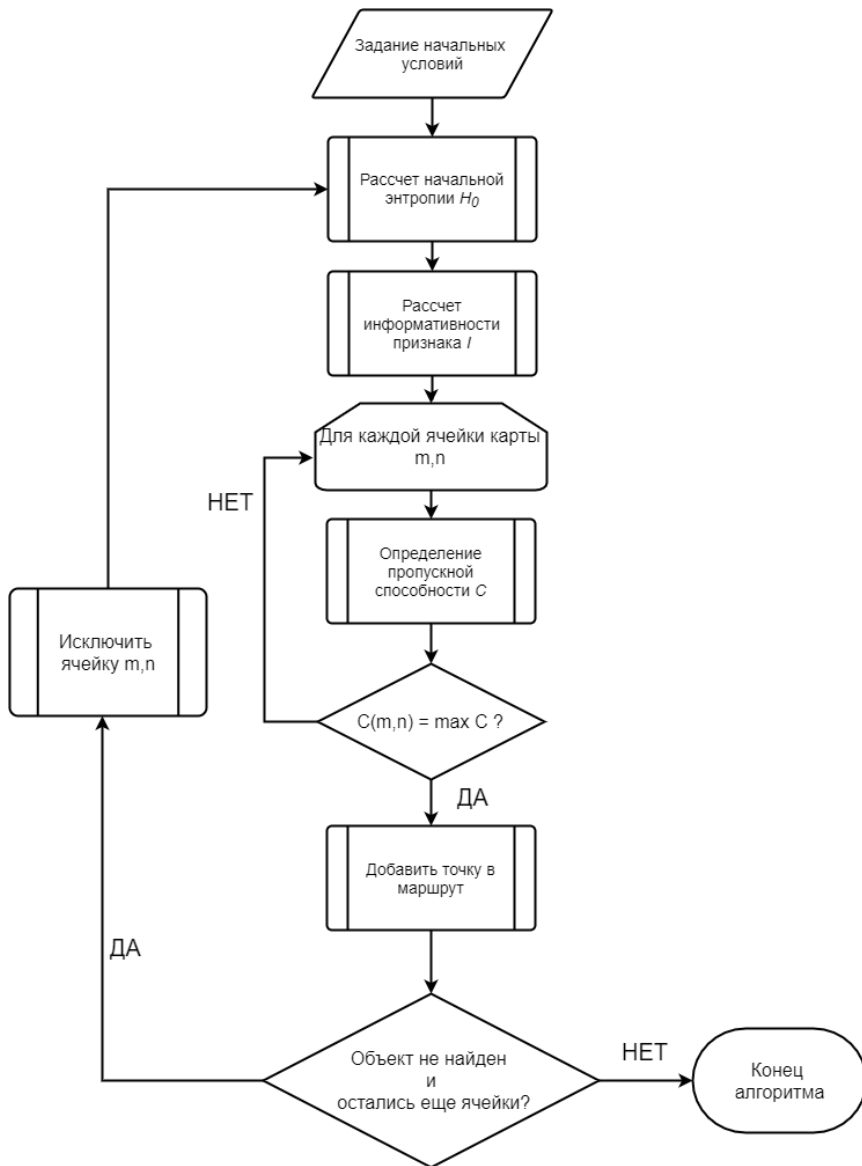 Задание начальных
условий
Рассчет начальной
энтропии H0
Рассчет
информативности
признака I
Для каждой ячейки карты
m,n
НЕТ
Определение
пропускной
способности C
Исключить
ячейку m,n
C(m,n) = max C ?
ДА
Добавить точку в
маршрут
ДА
Объект не найден
и
остались еще ячейки?
НЕТ
Конец
алгоритма